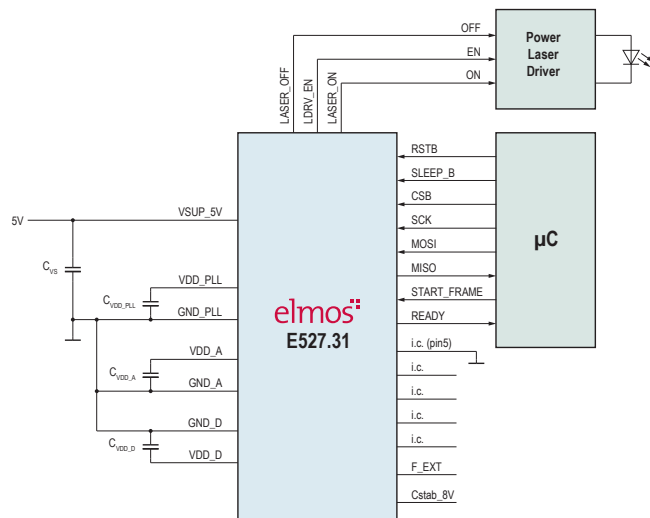 OFF
EN
ON
Power
Laser
Driver
LASER_OFF
LDRV_EN
LASER_ON
RSTB
SLEEP_B
CSB
SCK
MOSI
MISO
START_FRAME
READY
i.c. (pin5)
i.c.
i.c.
i.c.
i.c.
F_EXT
Cstab_8V
µC
5V
VSUP_5V
CVS
VDD_PLL
CVDD_PLL
GND_PLL
VDD_A
CVDD_A
GND_A
GND_D
CVDD_D
VDD_D
elmos
E527.31